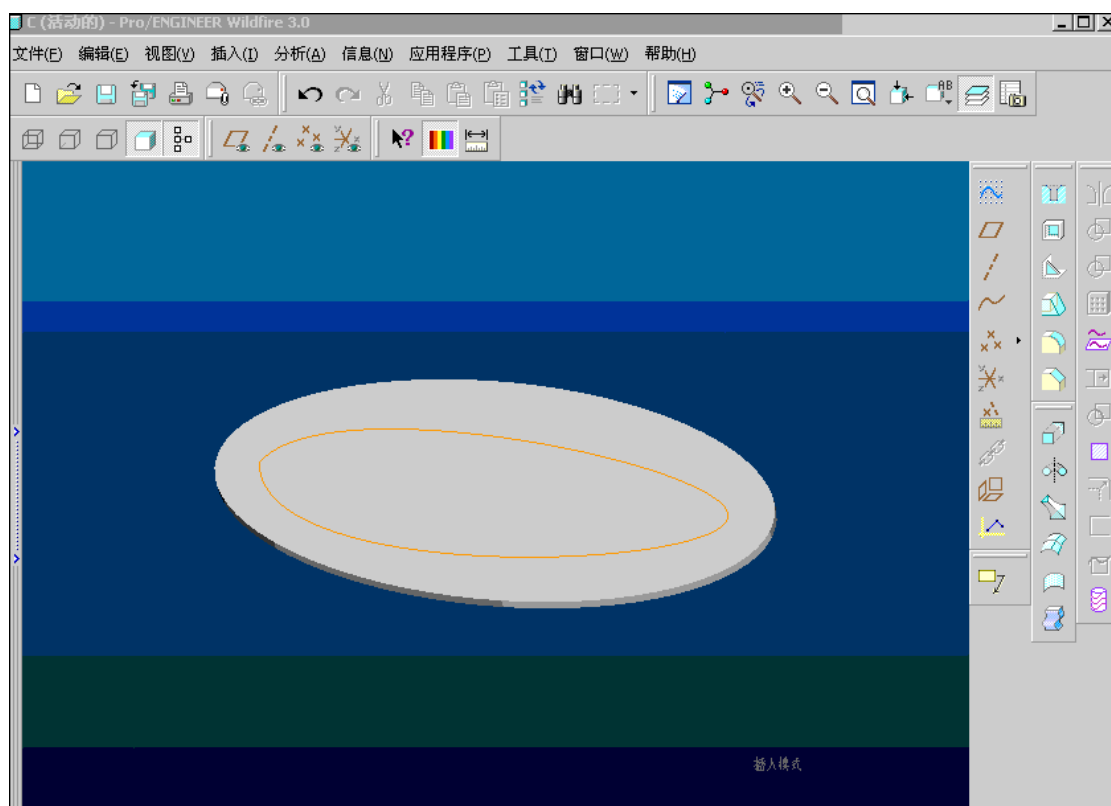 C (活动的) - Pro/ENGINEER Wildfire 3.0
文件(F) 编辑(E) 视图(V) 插入(I) 分析(A) 信息(N) 应用程序(P) 工具(T) 窗口(W) 帮助(H)
插入模式